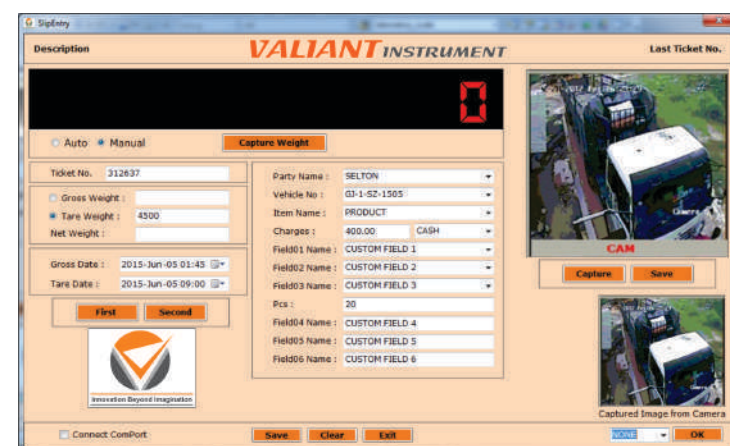 SlipEntry
Description VALIANT INSTRUMENT Last Ticket No.
0
Auto Manual Capture Weight
Ticket No. 312637
Gross Weight :
Tare Weight : 4500
Net Weight :
Gross Date : 2015-Jun-05 01:45
Tare Date : 2015-Jun-05 09:00
First Second
Innovation Beyond Imagination
Party Name : SELTON
Vehicle No : GJ-1-SZ-1505
Item Name : PRODUCT
Charges : 400.00 CASH
Field01 Name : CUSTOM FIELD 1
Field02 Name : CUSTOM FIELD 2
Field03 Name : CUSTOM FIELD 3
Pcs : 20
Field04 Name : CUSTOM FIELD 4
Field05 Name : CUSTOM FIELD 5
Field06 Name : CUSTOM FIELD 6
Camera
CAM
Capture Save
Captured Image from Camera
Connect ComPort Save Clear Exit NONE OK